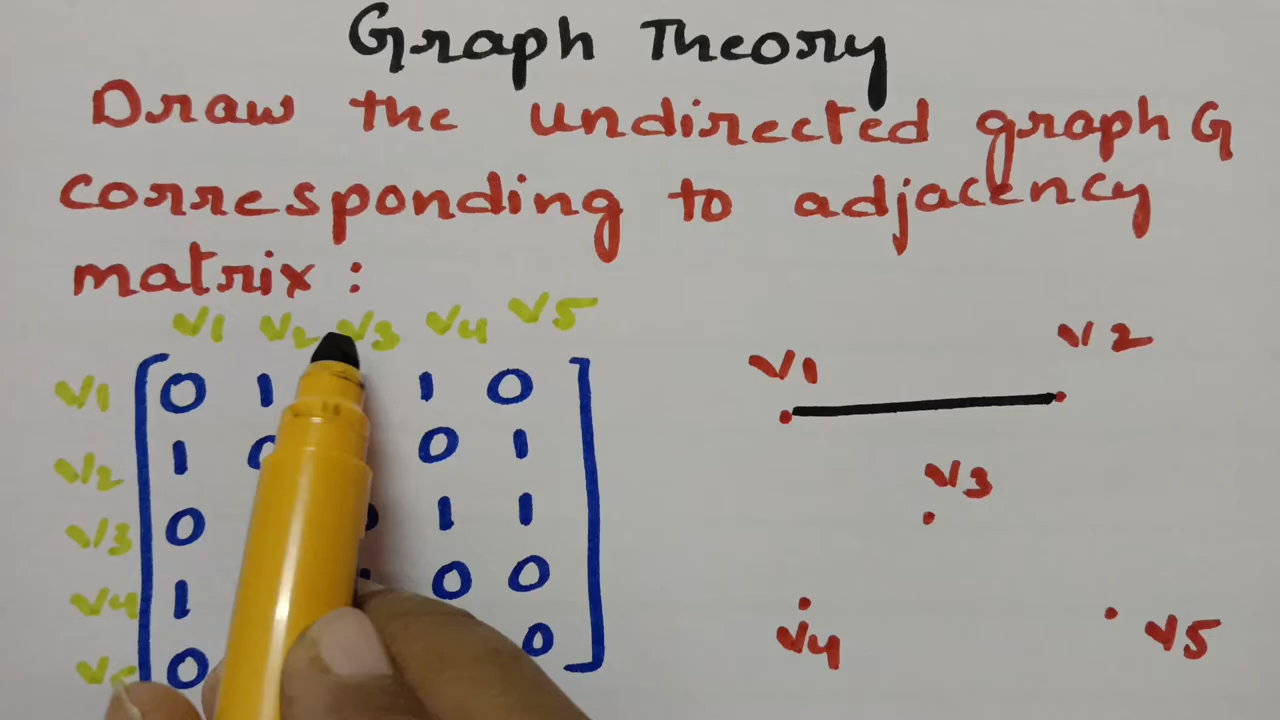 Graph Theory
Draw the undirected graph G
corresponding to adjacency
matrix :
V1 V2 V3 V4 V5
V1 0 1 1 0
V2 1 0 0 1
V3 0 1 1
V4 1 0 0
0 0
V1 V2
V3
V4 V5